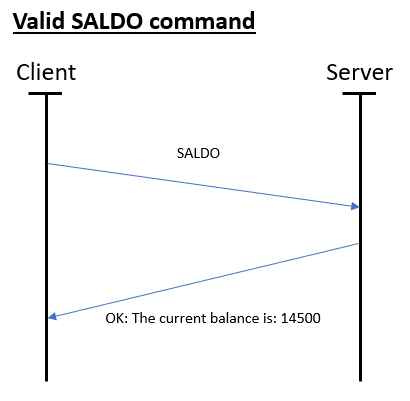 Valid SALDO command
Client
Server
SALDO
OK: The current balance is: 14500